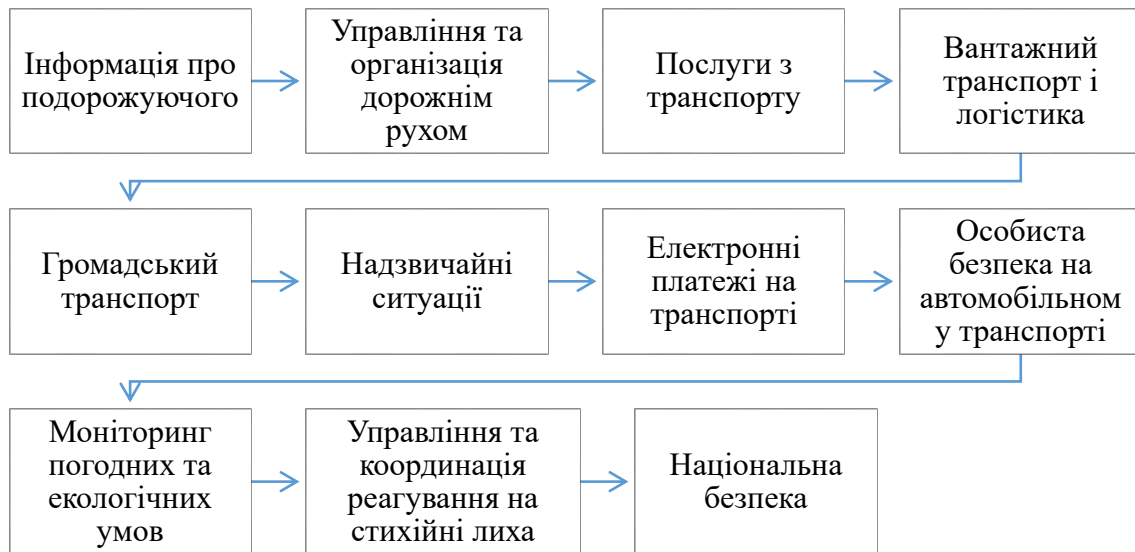 Інформація про
подорожуючого
Управління та
організація
дорожнім
рухом
Послуги з
транспорту
Вантажний
транспорт і
логістика
Громадський
транспорт
Надзвичайні
ситуації
Електронні
платежі на
транспорті
Особиста
безпека на
автомобільном
у транспорті
Моніторинг
погодних та
екологічних
умов
Управління та
координація
реагування на
стихійні лиха
Національна
безпека